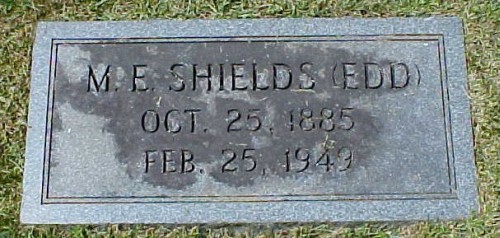 M. E. SHIELDS (EDD)
OCT. 25, 1885
FEB. 25, 1949